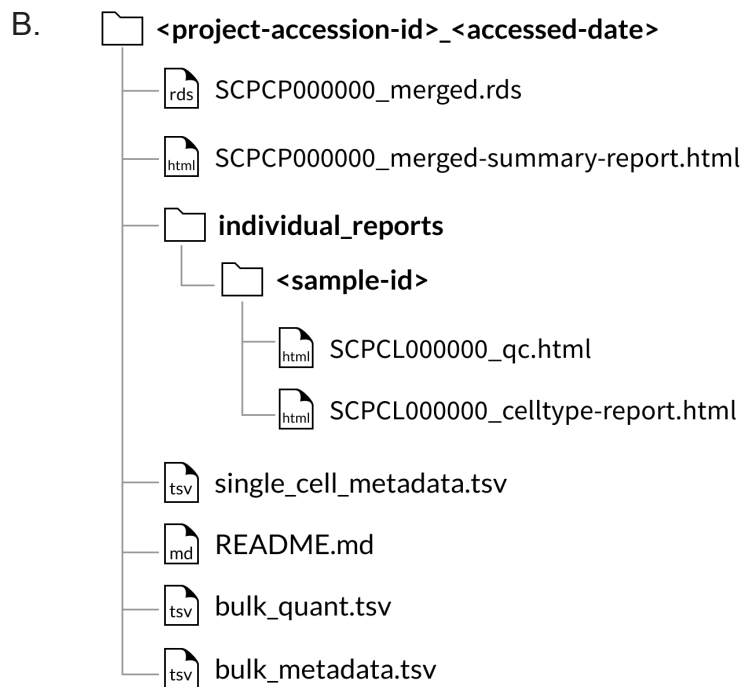 B.
<project-accession-id>_<accessed-date>
rds SCPCP000000_merged.rds
html SCPCP000000_merged-summary-report.html
individual_reports
<sample-id>
html SCPCL000000_qc.html
html SCPCL000000_celltype-report.html
tsv single_cell_metadata.tsv
md README.md
tsv bulk_quant.tsv
tsv bulk_metadata.tsv